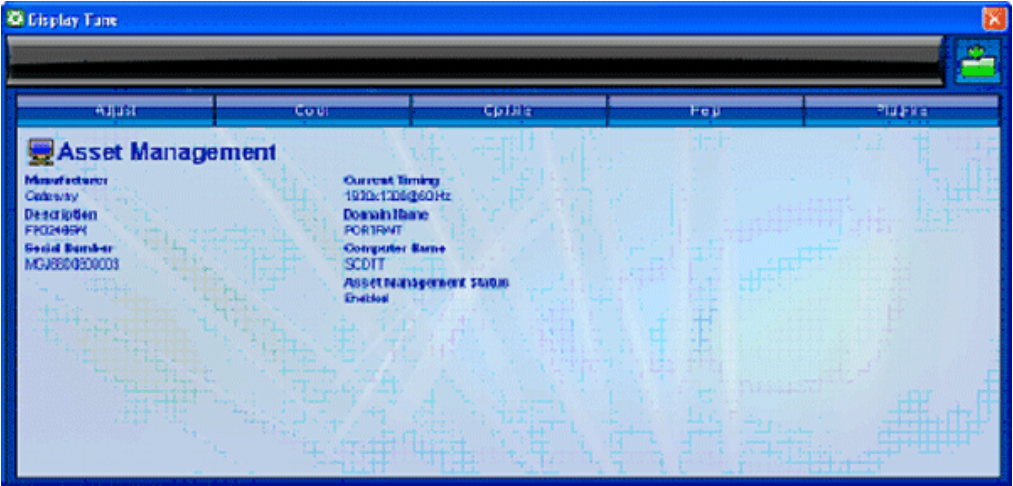 Display Tune
Adjust
Color
Options
Help
Plug-ins
Asset Management
Manufacturer
Gateway
Description
Serial Number
Current Timing
Domain Name
PORTRAIT
Computer Name
SCOTT
Asset Management Status
Enabled